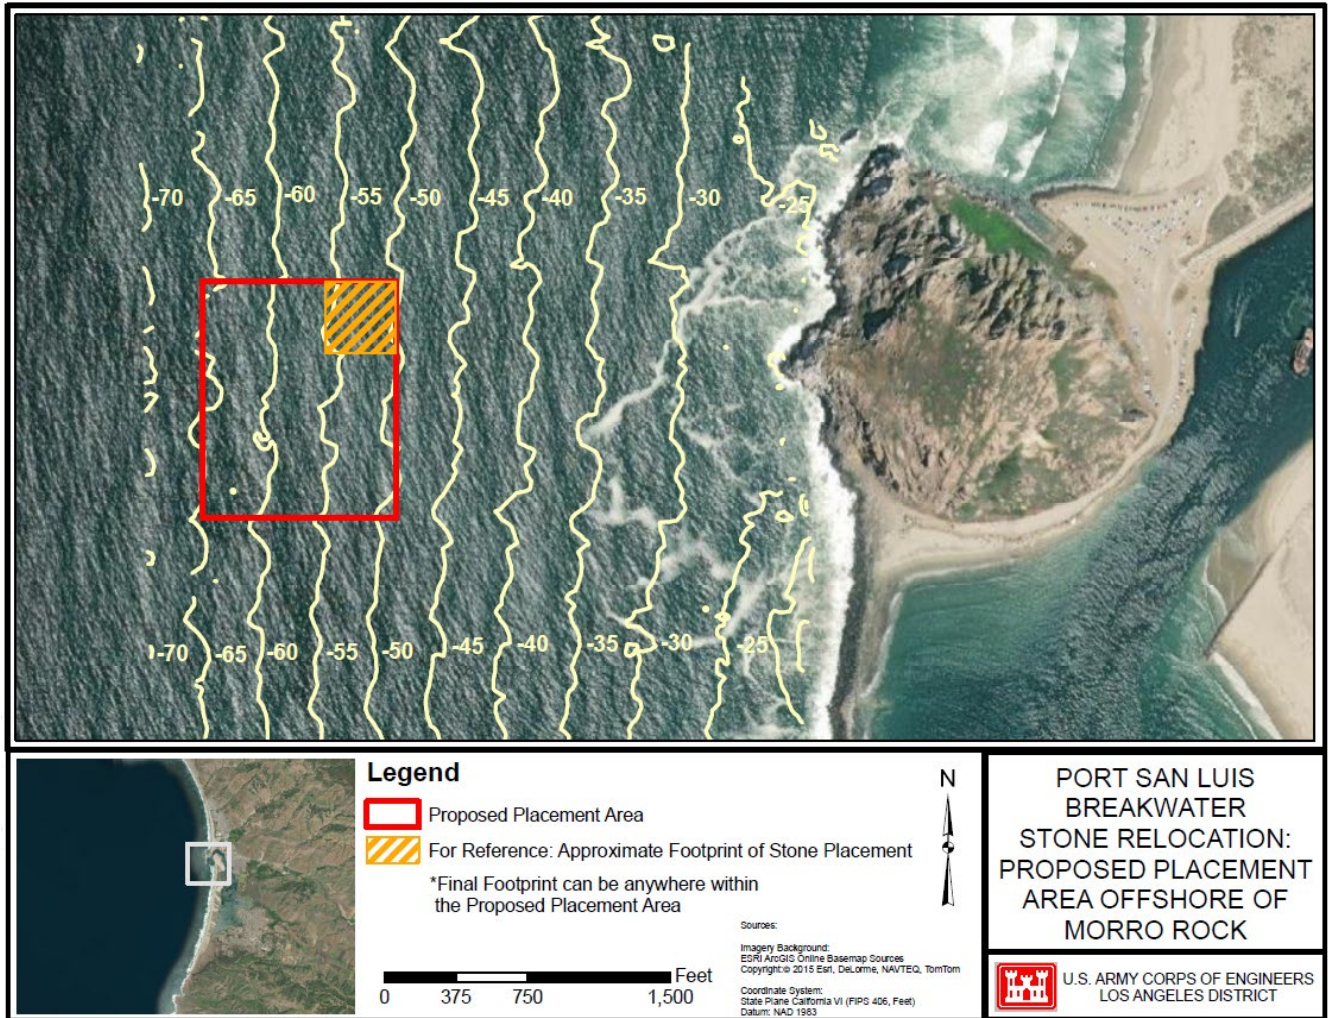 -70 -65 -60 -55 -50 -45 -40 -35 -30 -25
-70 -65 -60 -55 -50 -45 -40 -35 -30 -25
Legend
Proposed Placement Area
For Reference: Approximate Footprint of Stone Placement
*Final Footprint can be anywhere within
the Proposed Placement Area
N
Feet
0 375 750 1,500
Sources:
Imagery Background:
ESRI ArcGIS Online Basemap Sources
Copyright:© 2015 Esri, DeLorme, NAVTEQ, TomTom
Coordinate System:
State Plane California VI (FIPS 406, Feet)
Datum: NAD 1983
PORT SAN LUIS
BREAKWATER
STONE RELOCATION:
PROPOSED PLACEMENT
AREA OFFSHORE OF
MORRO ROCK
U.S. ARMY CORPS OF ENGINEERS
LOS ANGELES DISTRICT